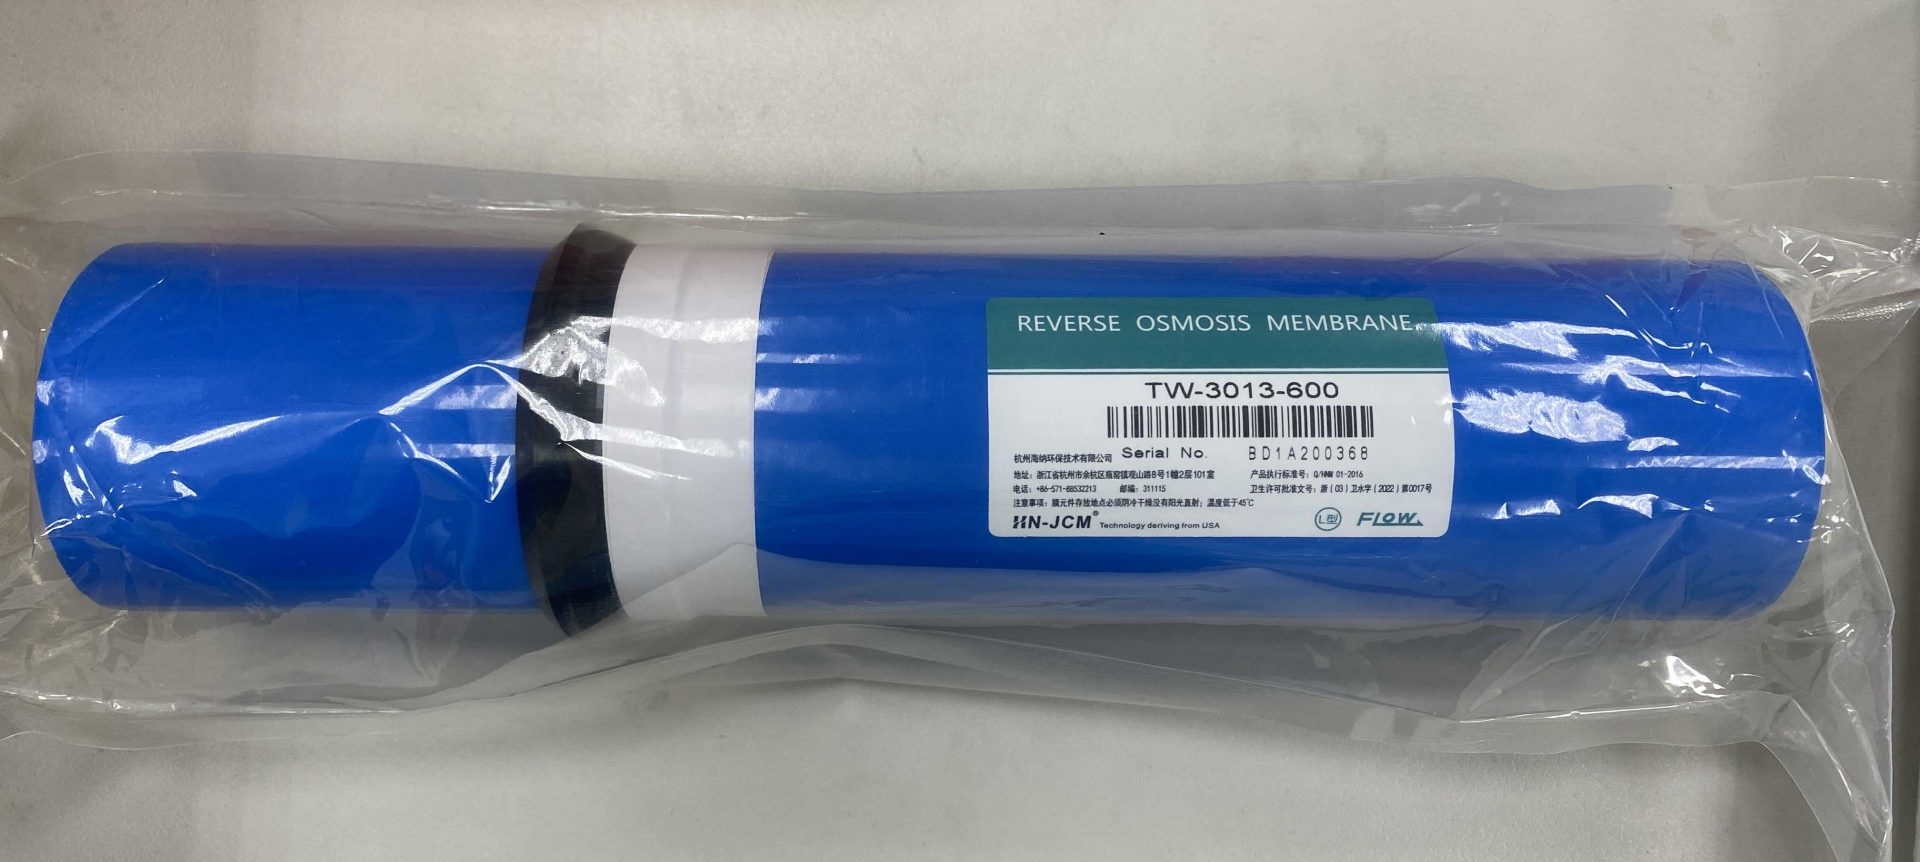 REVERSE OSMOSIS MEMBRANE
TW-3013-600
杭州海纳环保技术有限公司 Serial No. BD1A200368
地址：浙江省杭州市余杭区瓶窑镇观山路8号1幢2层101室 产品执行标准号：Q/HNW 01-2016
电话：+86-571-88532213 邮编：311115 卫生许可批准文号：浙（03）卫水字（2022）第0017号
注意事项：膜元件存放地点必须阴冷干燥没有阳光直射；温度低于45℃
HN-JCM® Technology deriving from USA L型 FLOW